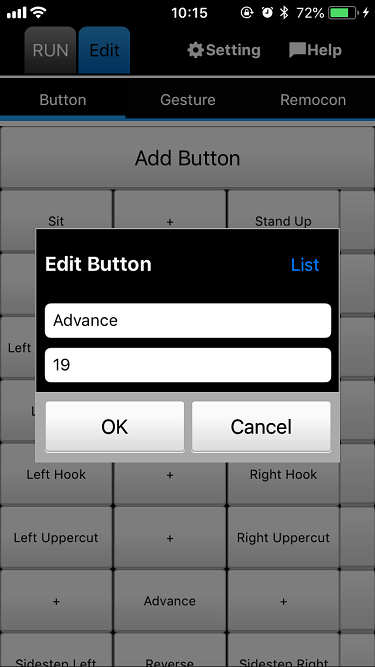 10:15 72%
RUN Edit Setting Help
Button Gesture Remocon
Add Button
Sit + Stand Up
Edit Button List
Advance
Left
19
L
OK Cancel
Left Hook + Right Hook
Left Uppercut + Right Uppercut
+ Advance +
Sidestep Left Reverse Sidestep Right